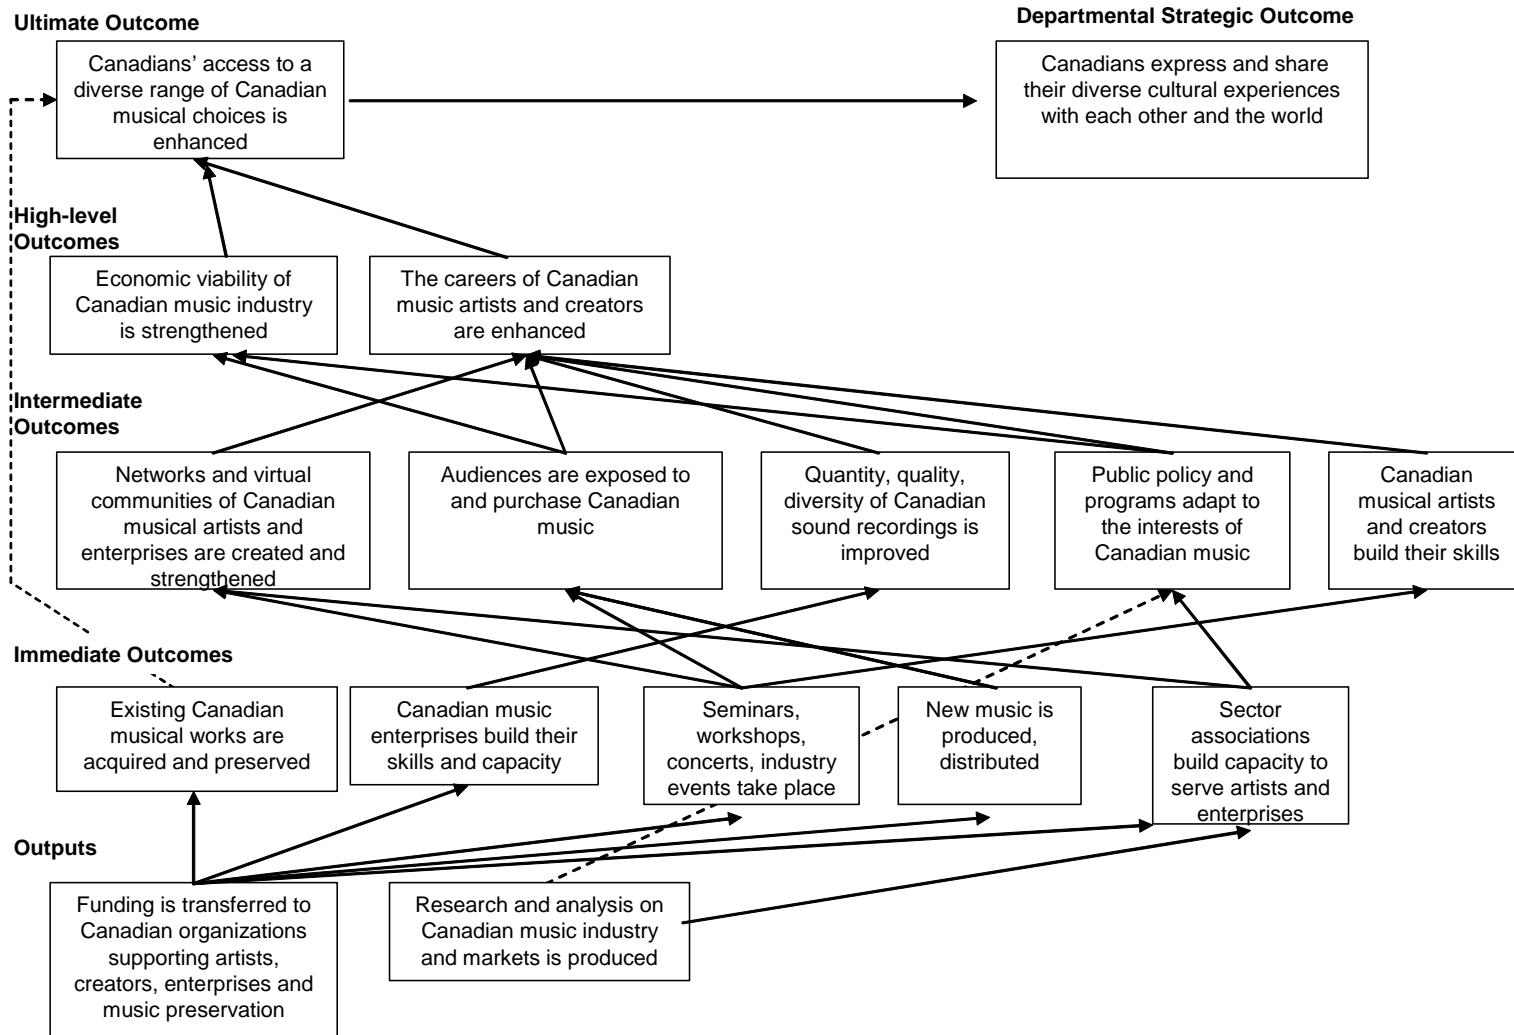 Ultimate Outcome
Departmental Strategic Outcome
Canadians’ access to a
diverse range of Canadian
musical choices is
enhanced
Canadians express and share
their diverse cultural experiences
with each other and the world
High-level
Outcomes
Economic viability of
Canadian music industry
is strengthened
The careers of Canadian
music artists and creators
are enhanced
Intermediate
Outcomes
Networks and virtual
communities of Canadian
musical artists and
enterprises are created and
strengthened
Audiences are exposed to
and purchase Canadian
music
Quantity, quality,
diversity of Canadian
sound recordings is
improved
Public policy and
programs adapt to
the interests of
Canadian music
Canadian
musical artists
and creators
build their skills
Immediate Outcomes
Existing Canadian
musical works are
acquired and preserved
Canadian music
enterprises build their
skills and capacity
Seminars,
workshops,
concerts, industry
events take place
New music is
produced,
distributed
Sector
associations
build capacity to
serve artists and
enterprises
Outputs
Funding is transferred to
Canadian organizations
supporting artists,
creators, enterprises and
music preservation
Research and analysis on
Canadian music industry
and markets is produced